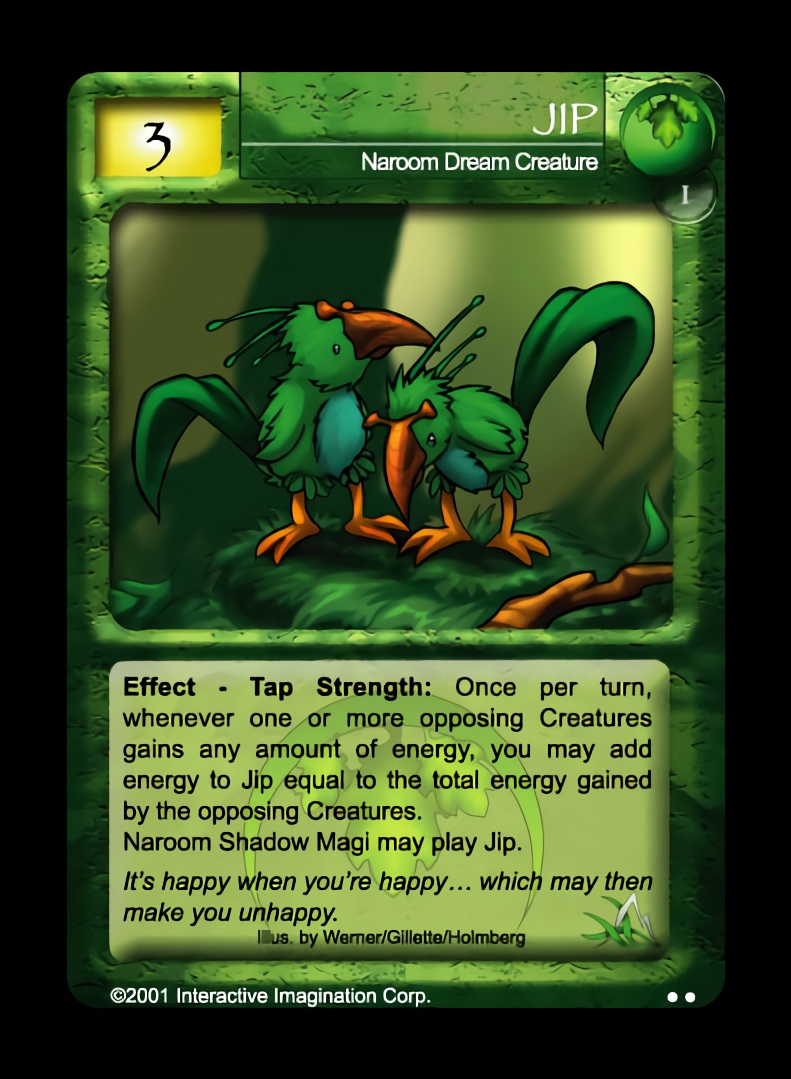 3
JIP
Naroom Dream Creature
I
Effect - Tap Strength: Once per turn,
whenever one or more opposing Creatures
gains any amount of energy, you may add
energy to Jip equal to the total energy gained
by the opposing Creatures.
Naroom Shadow Magi may play Jip.
It's happy when you're happy… which may then
make you unhappy.
Illus. by Werner/Gillette/Holmberg
©2001 Interactive Imagination Corp.